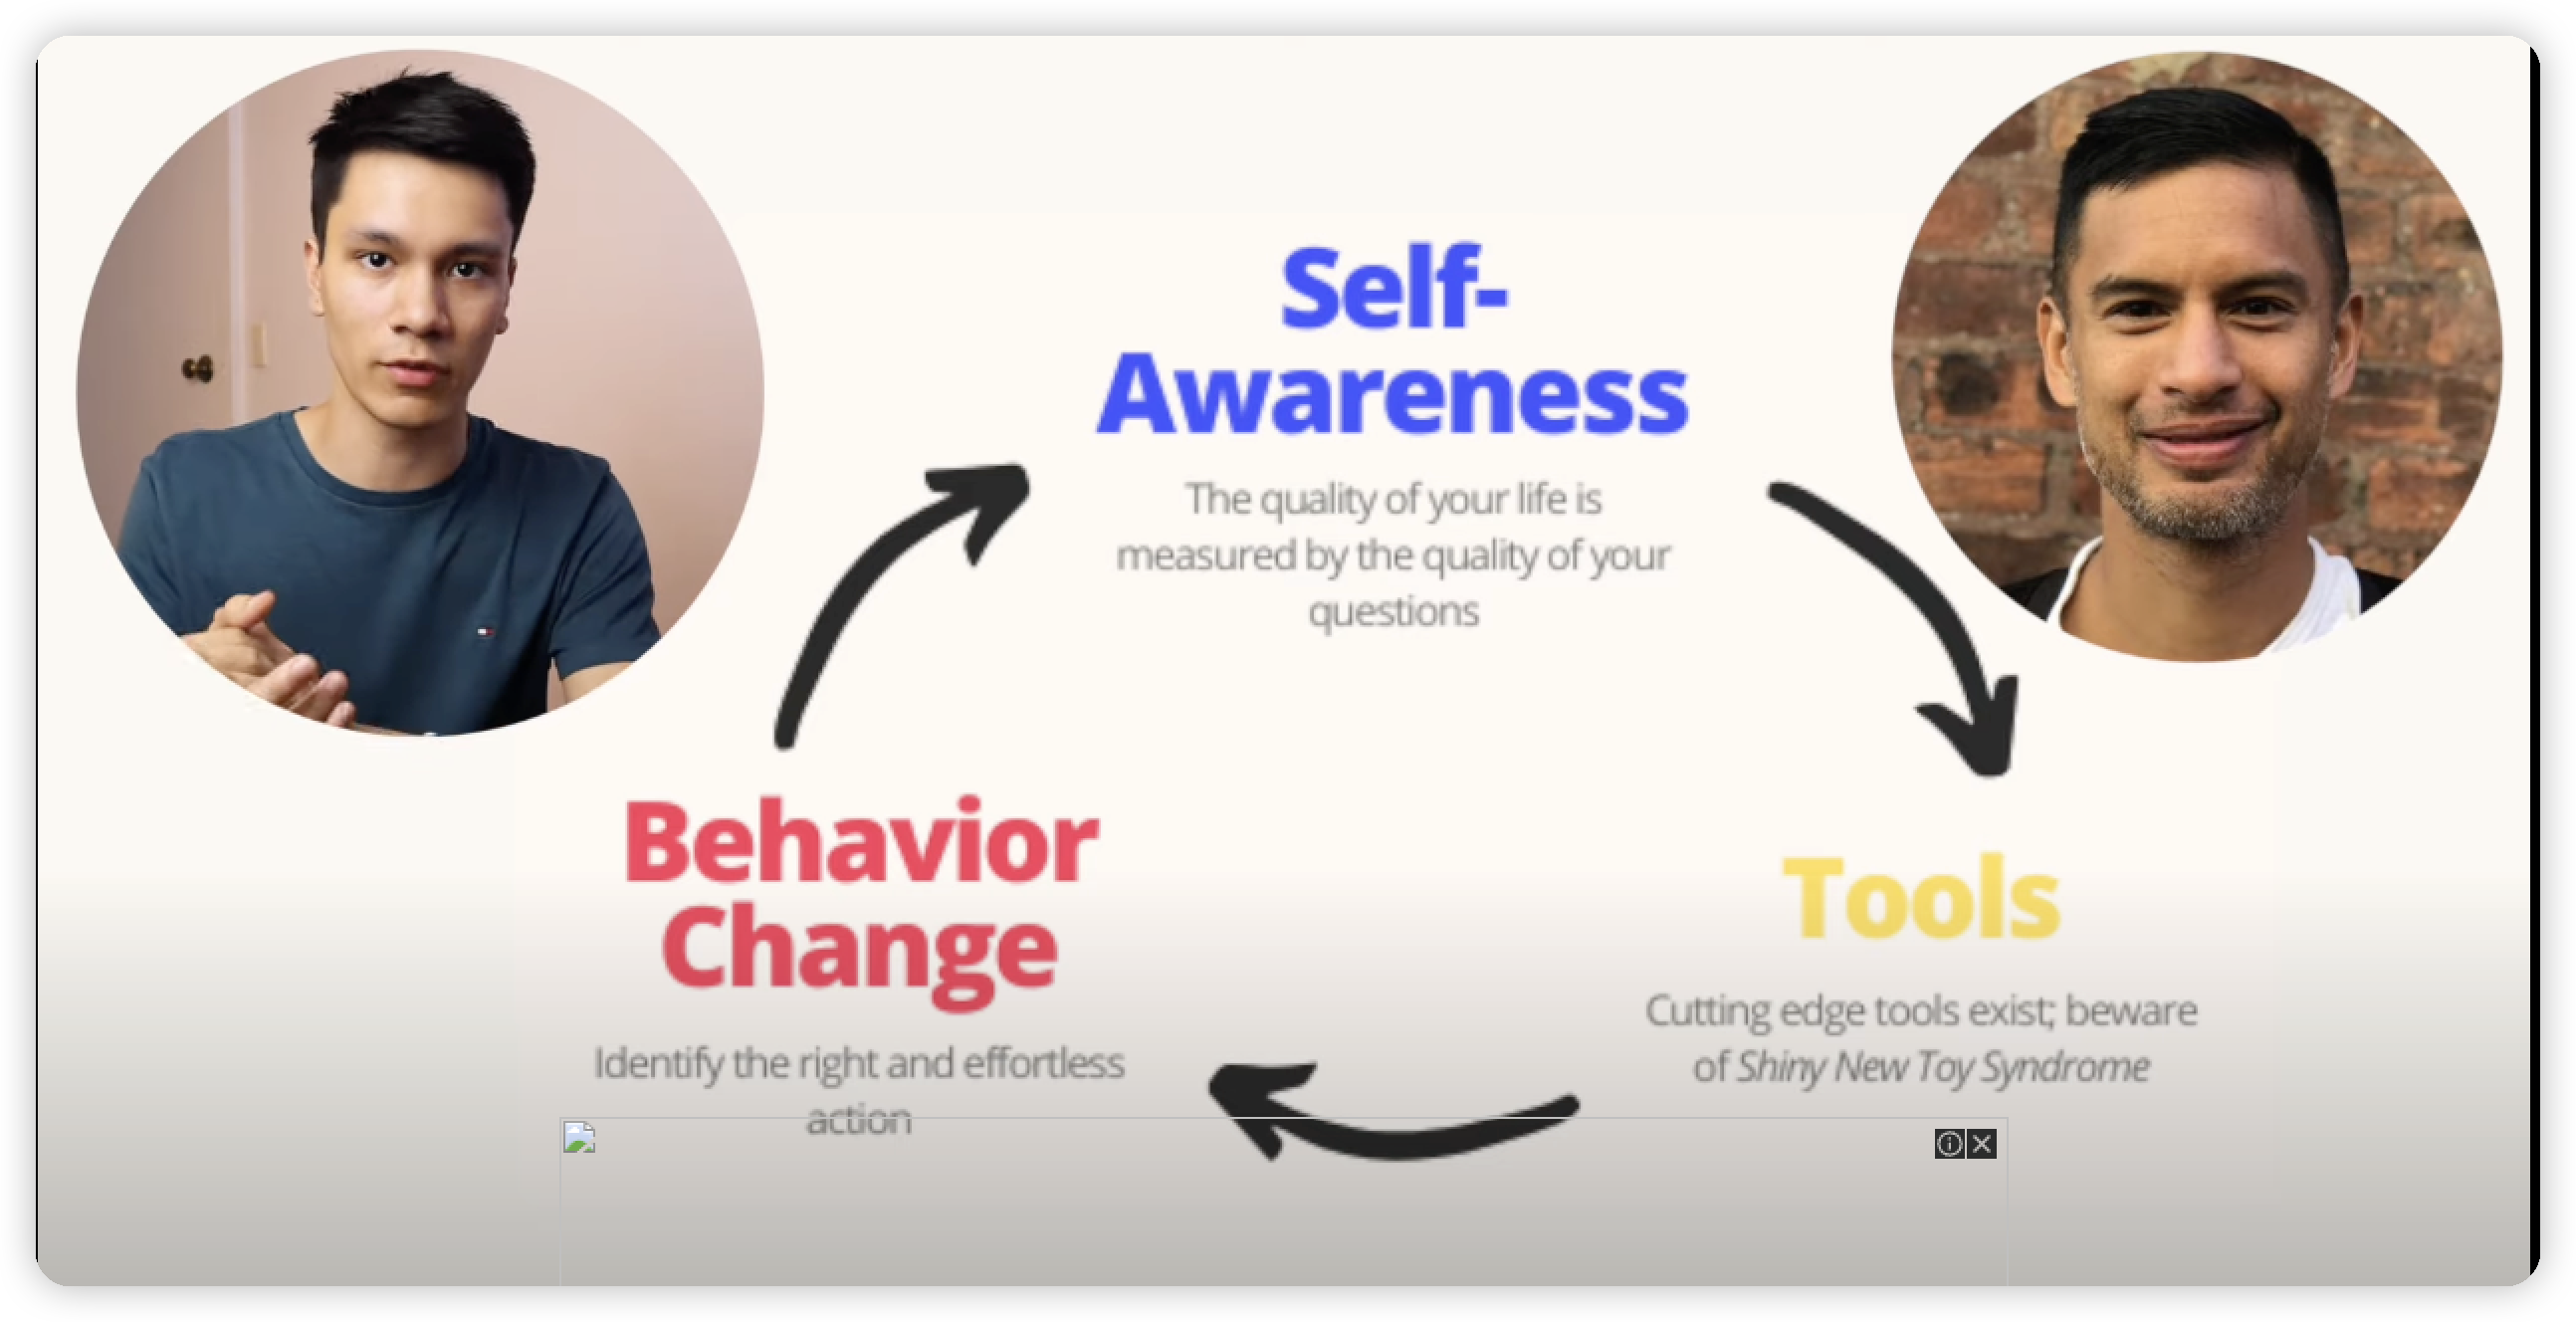 Self-
Awareness
The quality of your life is
measured by the quality of your
questions
Behavior
Change
Identify the right and effortless
action
Tools
Cutting edge tools exist; beware
of Shiny New Toy Syndrome